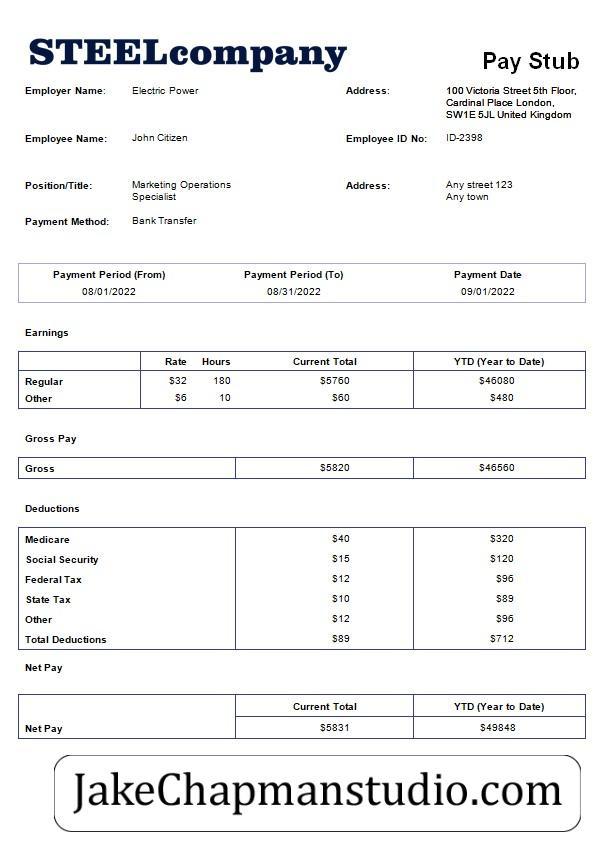 STEELcompany
Pay Stub
Employer Name: Electric Power Address: 100 Victoria Street 5th Floor,
Cardinal Place London,
SW1E 5JL United Kingdom
Employee Name: John Citizen Employee ID No: ID-2398
Position/Title: Marketing Operations Address: Any street 123
Specialist Any town
Payment Method: Bank Transfer
Payment Period (From) Payment Period (To) Payment Date
08/01/2022 08/31/2022 09/01/2022
Earnings
Rate Hours Current Total YTD (Year to Date)
Regular $32 180 $5760 $46080
Other $6 10 $60 $480
Gross Pay
Gross $5820 $46560
Deductions
Medicare $40 $320
Social Security $15 $120
Federal Tax $12 $96
State Tax $10 $89
Other $12 $96
Total Deductions $89 $712
Net Pay
Current Total YTD (Year to Date)
Net Pay $5831 $49848
JakeChapmanstudio.com